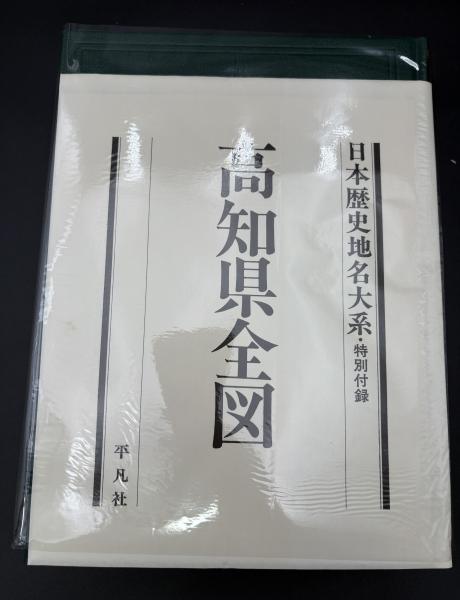 日本歴史地名大系・特別付録
高知県全図
平凡社